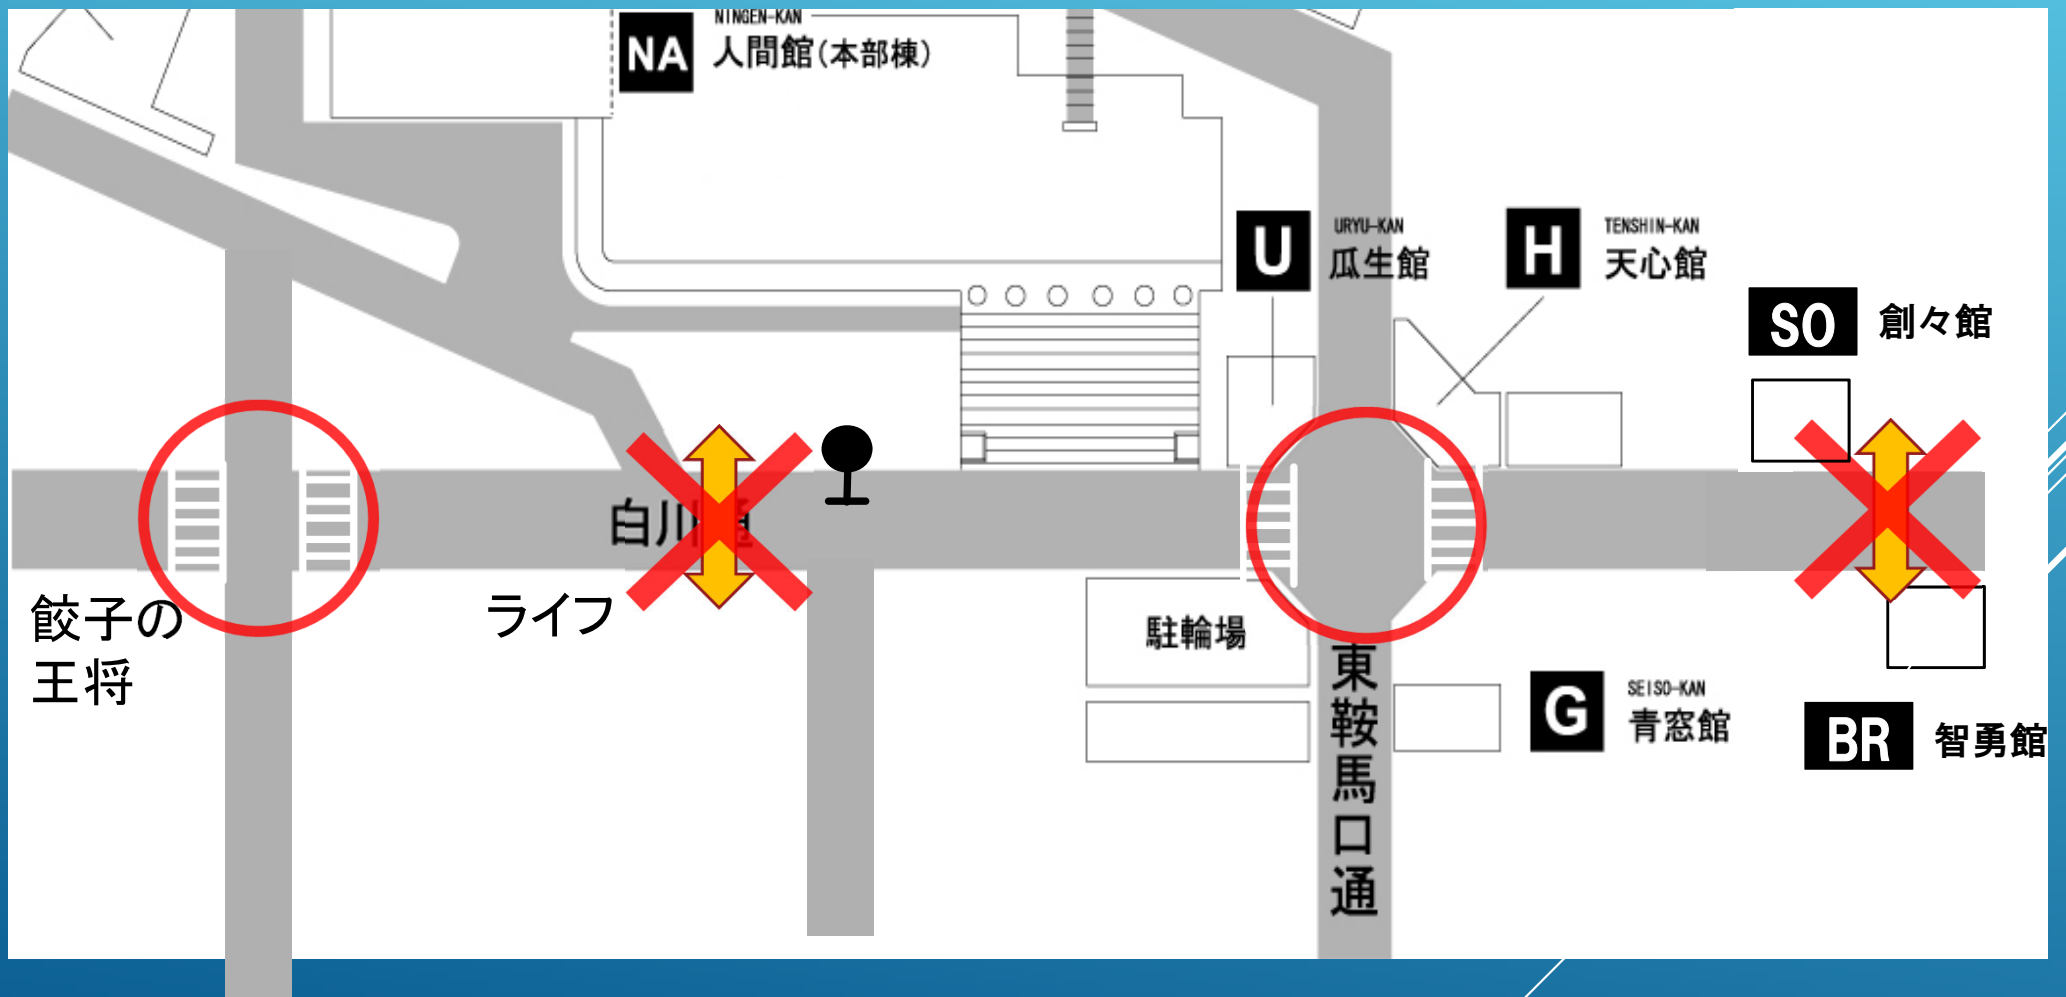 NINGEN-KAN
NA 人間館(本部棟)
U
URYU-KAN
瓜生館
H
TENSHIN-KAN
天心館
SO 創々館
白川通
餃子の
王将
ライフ
駐輪場
東鞍馬口通
G
SEISO-KAN
青窓館
BR 智勇館